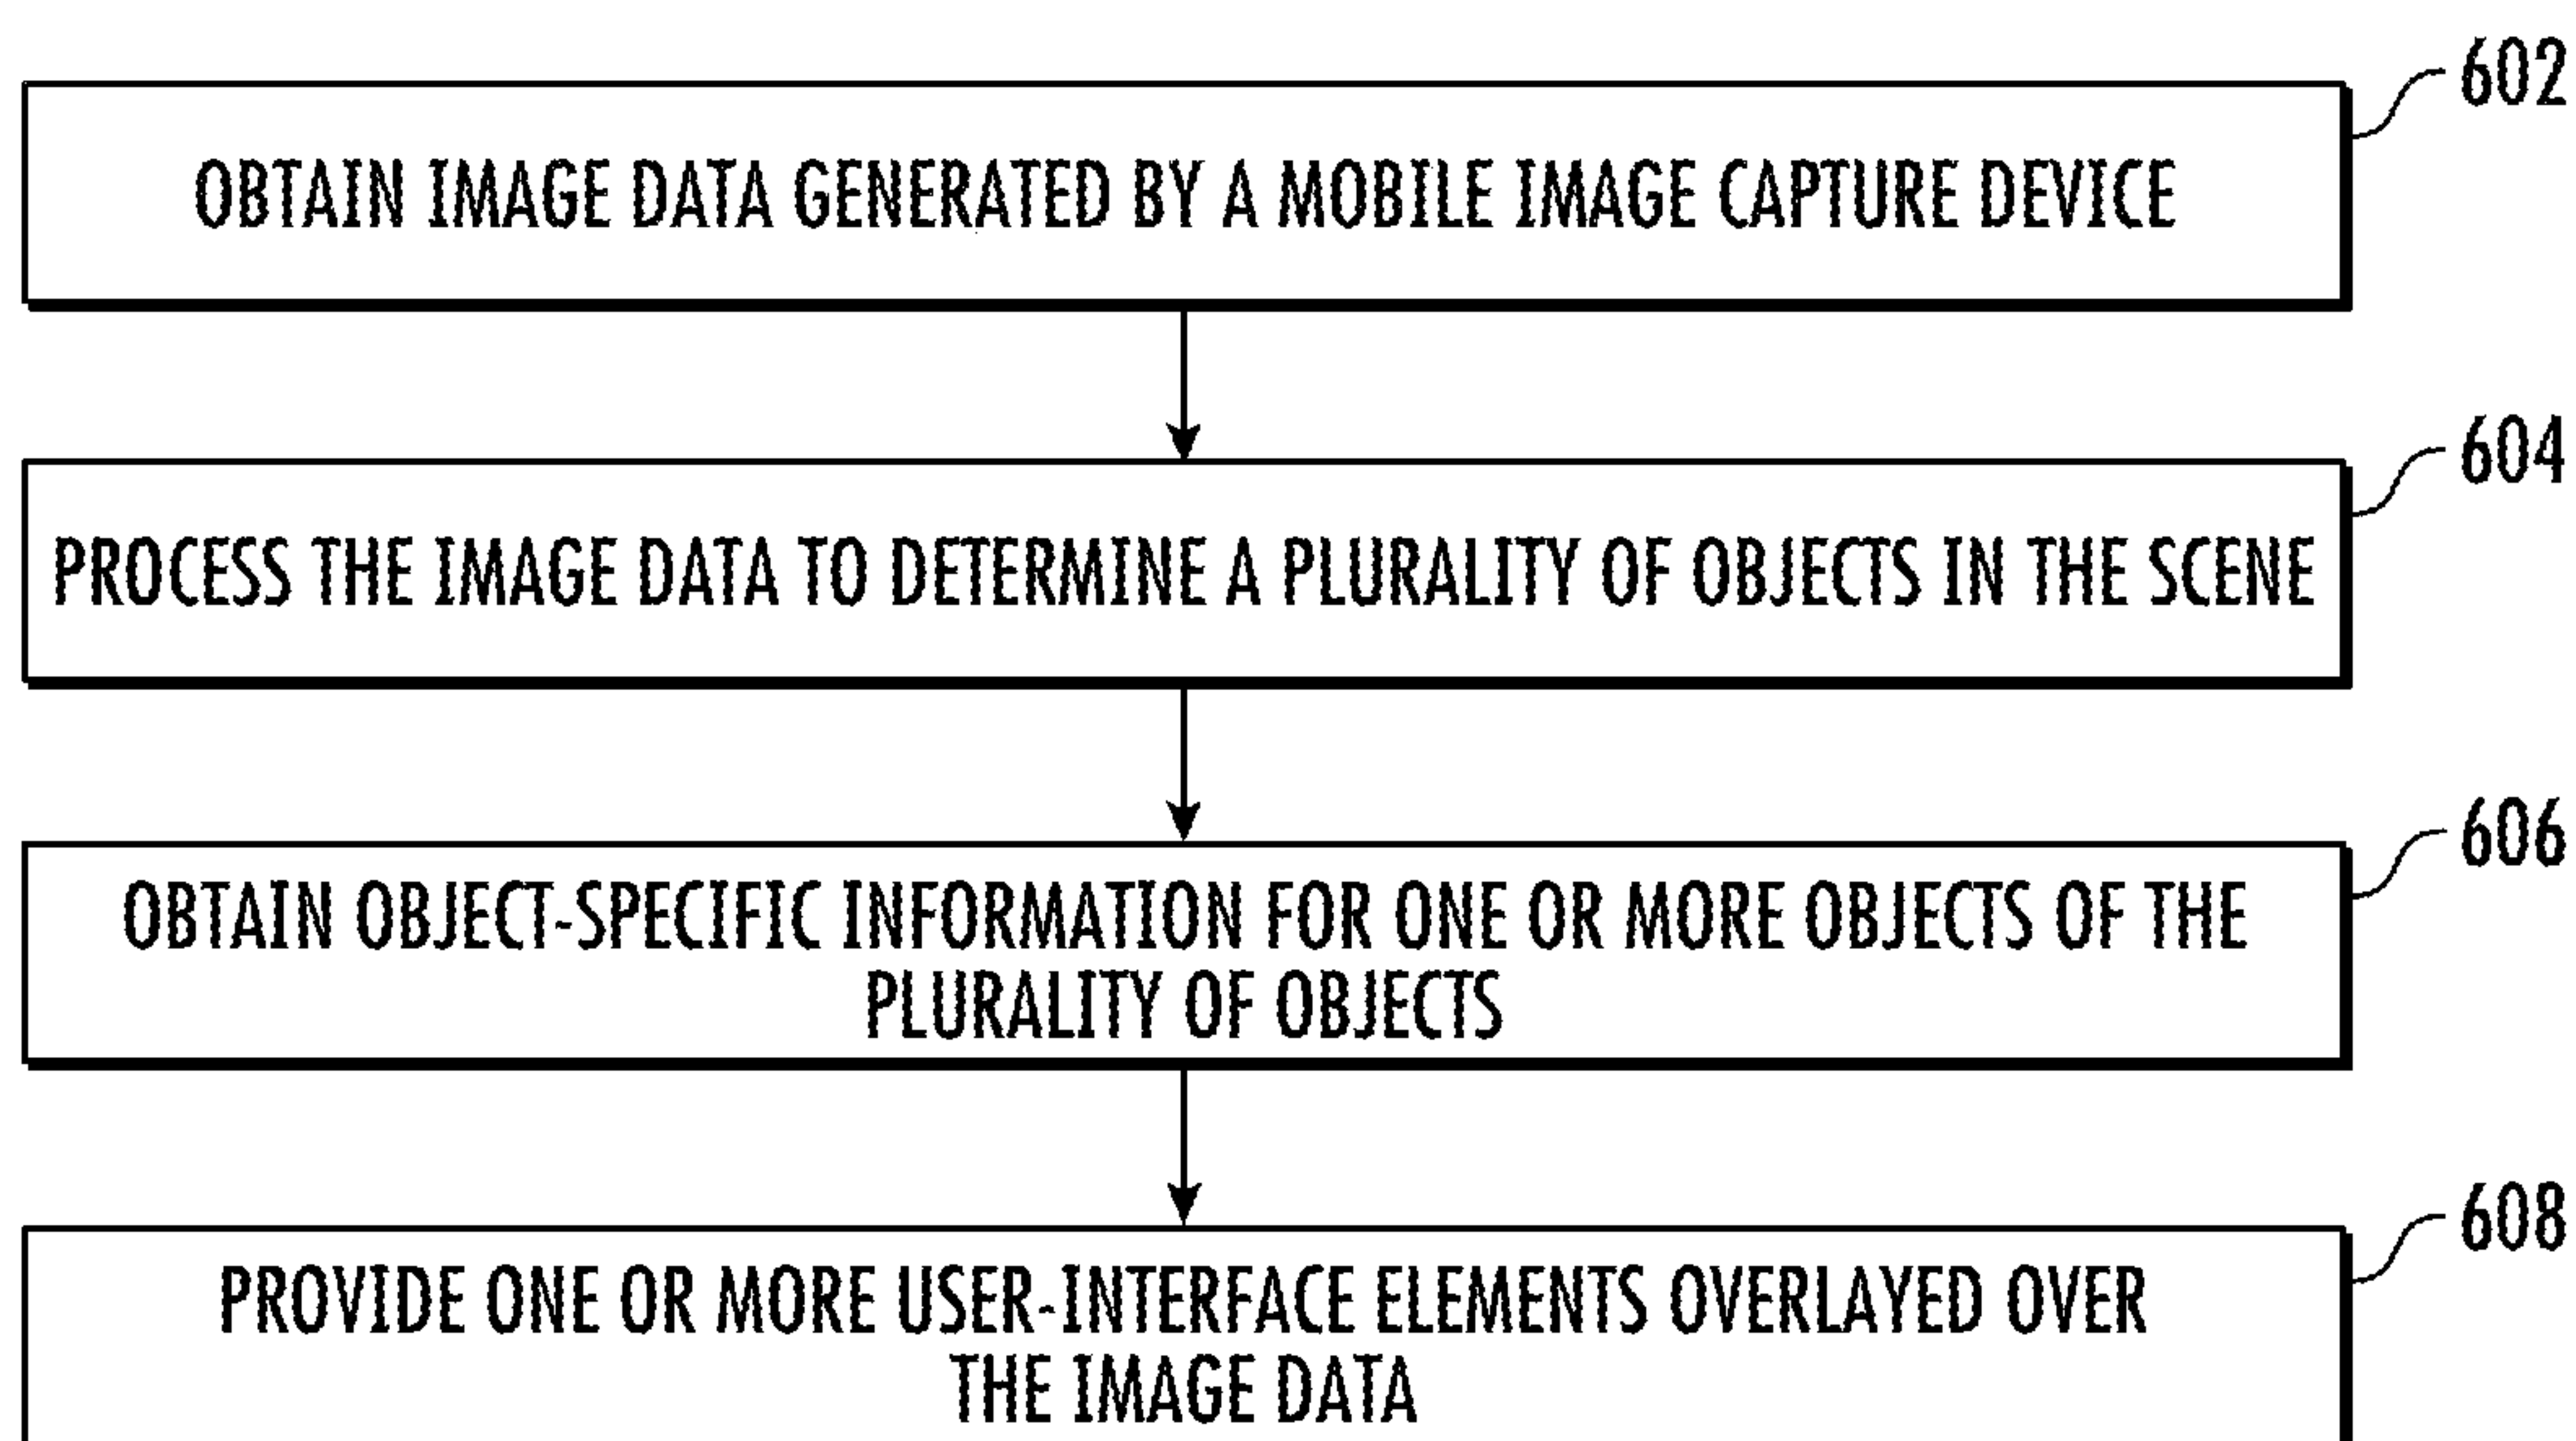 602
OBTAIN IMAGE DATA GENERATED BY A MOBILE IMAGE CAPTURE DEVICE
604
PROCESS THE IMAGE DATA TO DETERMINE A PLURALITY OF OBJECTS IN THE SCENE
606
OBTAIN OBJECT-SPECIFIC INFORMATION FOR ONE OR MORE OBJECTS OF THE
PLURALITY OF OBJECTS
608
PROVIDE ONE OR MORE USER-INTERFACE ELEMENTS OVERLAYED OVER
THE IMAGE DATA